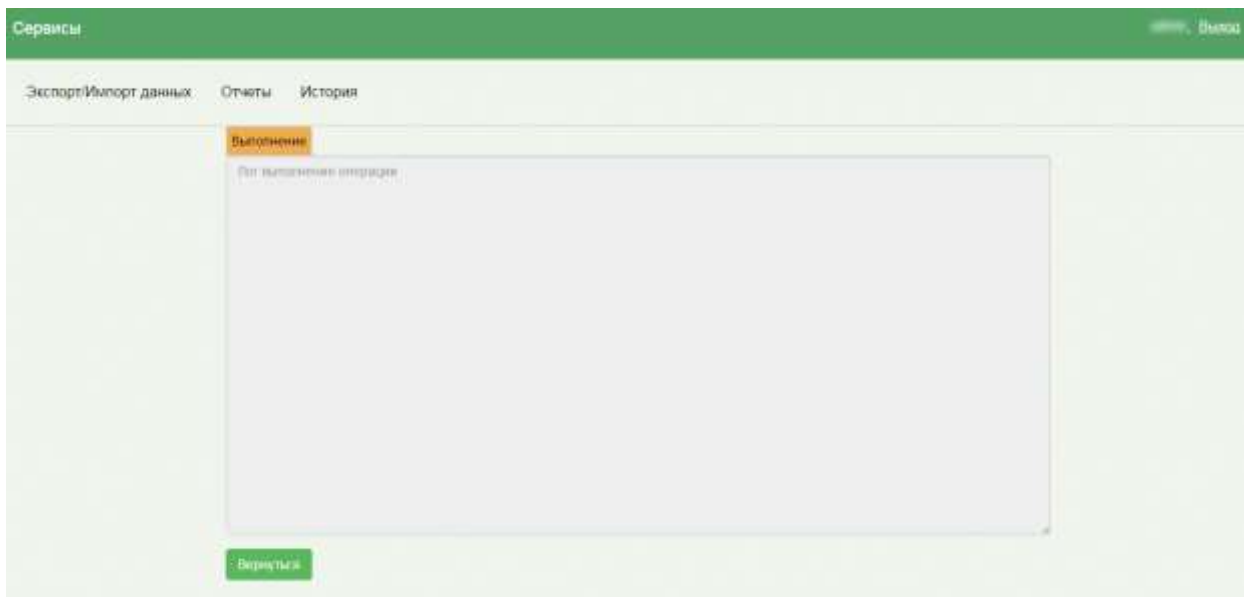 Сервисы
Выход
Экспорт/Импорт данных Отчеты История
Выполнение
Лог выполнения операции
Вернуться